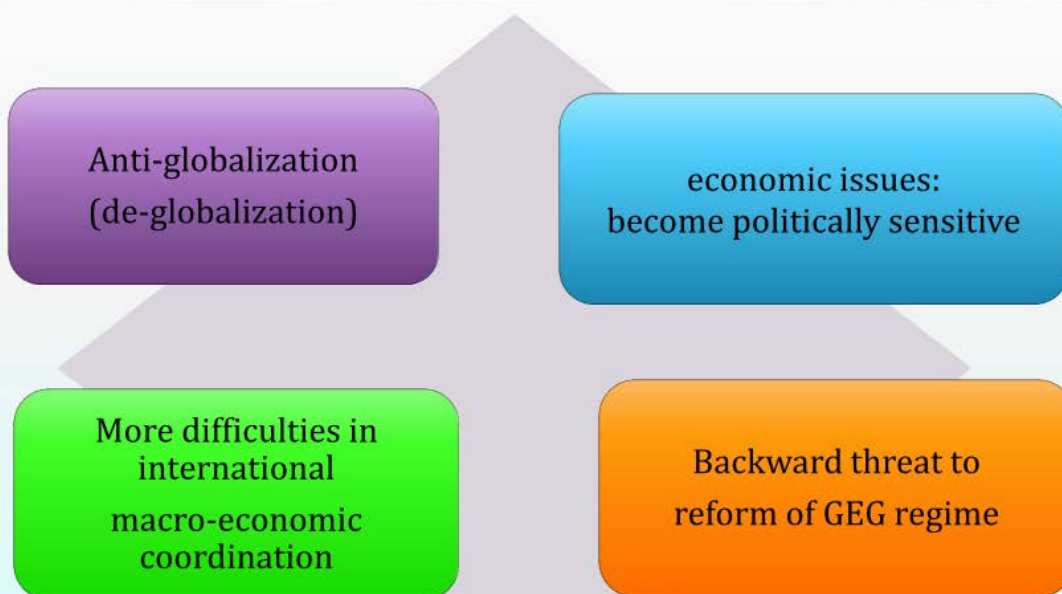 Anti-globalization
(de-globalization)
economic issues:
become politically sensitive
More difficulties in
international
macro-economic
coordination
Backward threat to
reform of GEG regime